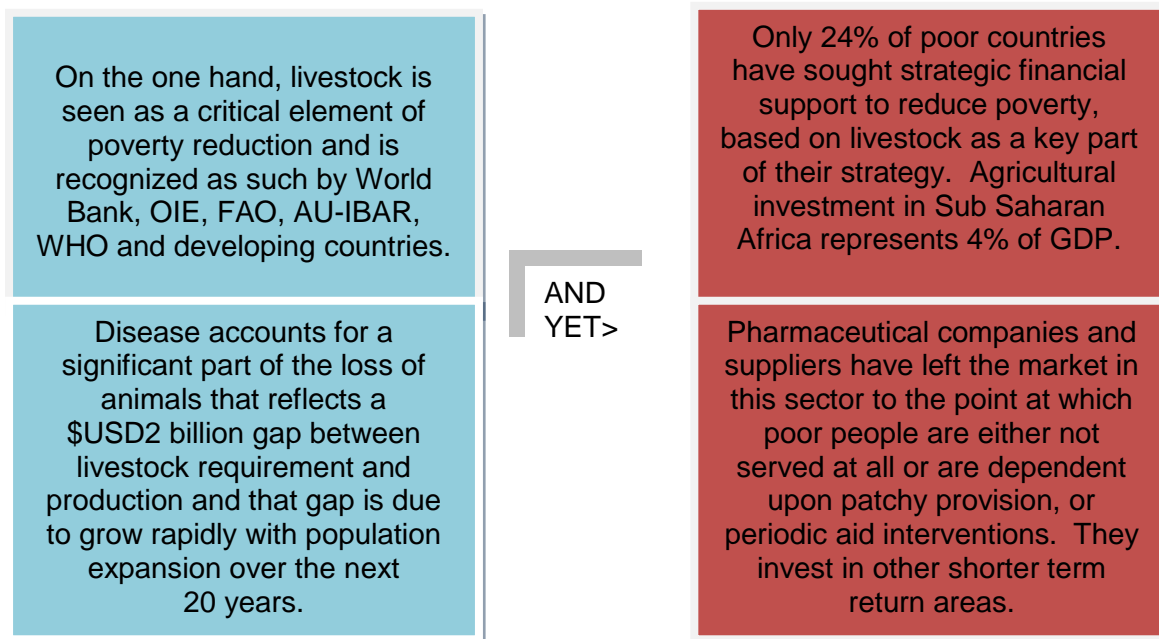 On the one hand, livestock is
seen as a critical element of
poverty reduction and is
recognized as such by World
Bank, OIE, FAO, AU-IBAR,
WHO and developing countries.
Disease accounts for a
significant part of the loss of
animals that reflects a
$USD2 billion gap between
livestock requirement and
production and that gap is due
to grow rapidly with population
expansion over the next
20 years.
AND
YET>
Only 24% of poor countries
have sought strategic financial
support to reduce poverty,
based on livestock as a key part
of their strategy.  Agricultural
investment in Sub Saharan
Africa represents 4% of GDP.
Pharmaceutical companies and
suppliers have left the market in
this sector to the point at which
poor people are either not
served at all or are dependent
upon patchy provision, or
periodic aid interventions.  They
invest in other shorter term
return areas.